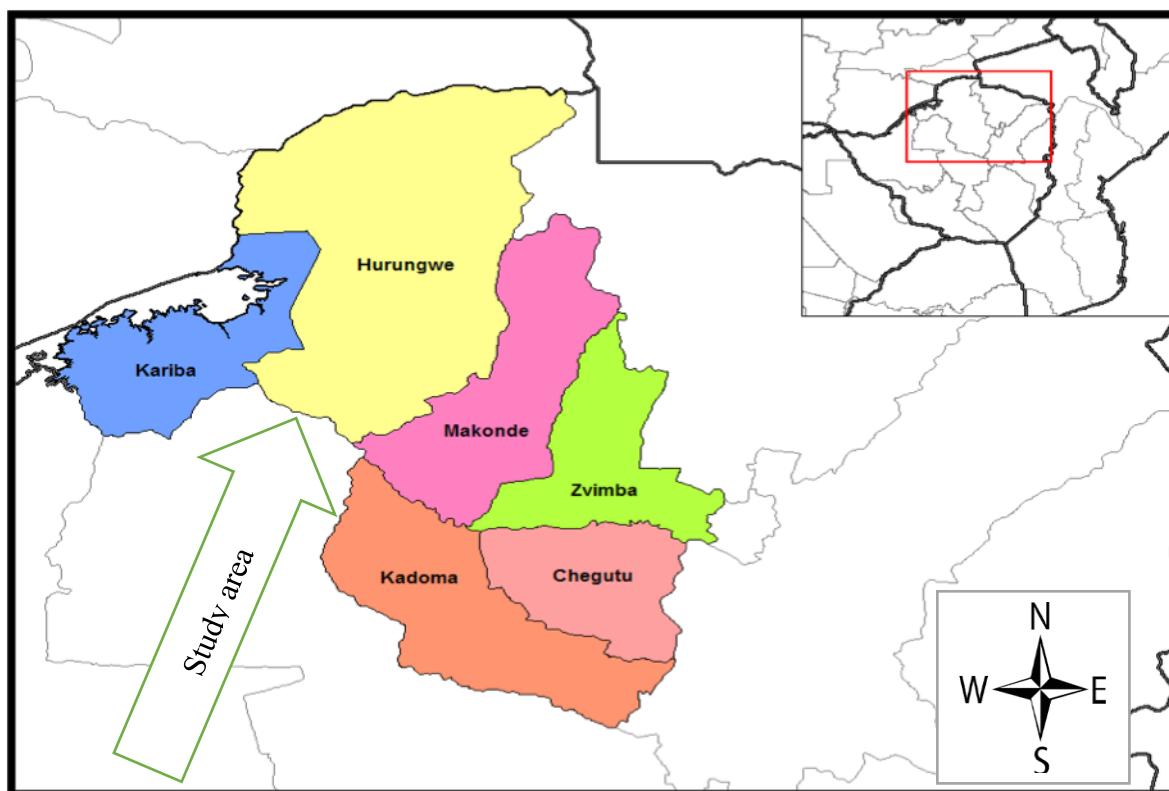 Hurungwe
Kariba
Makonde
Zvimba
Kadoma
Chegutu
Study area
N
W E
S